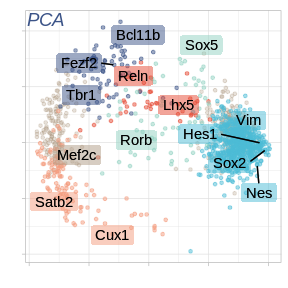 PCA
Bcl11b
Sox5
Fezf2
Reln
Tbr1
Lhx5
Vim
Hes1
Rorb
Mef2c
Sox2
Nes
Satb2
Cux1